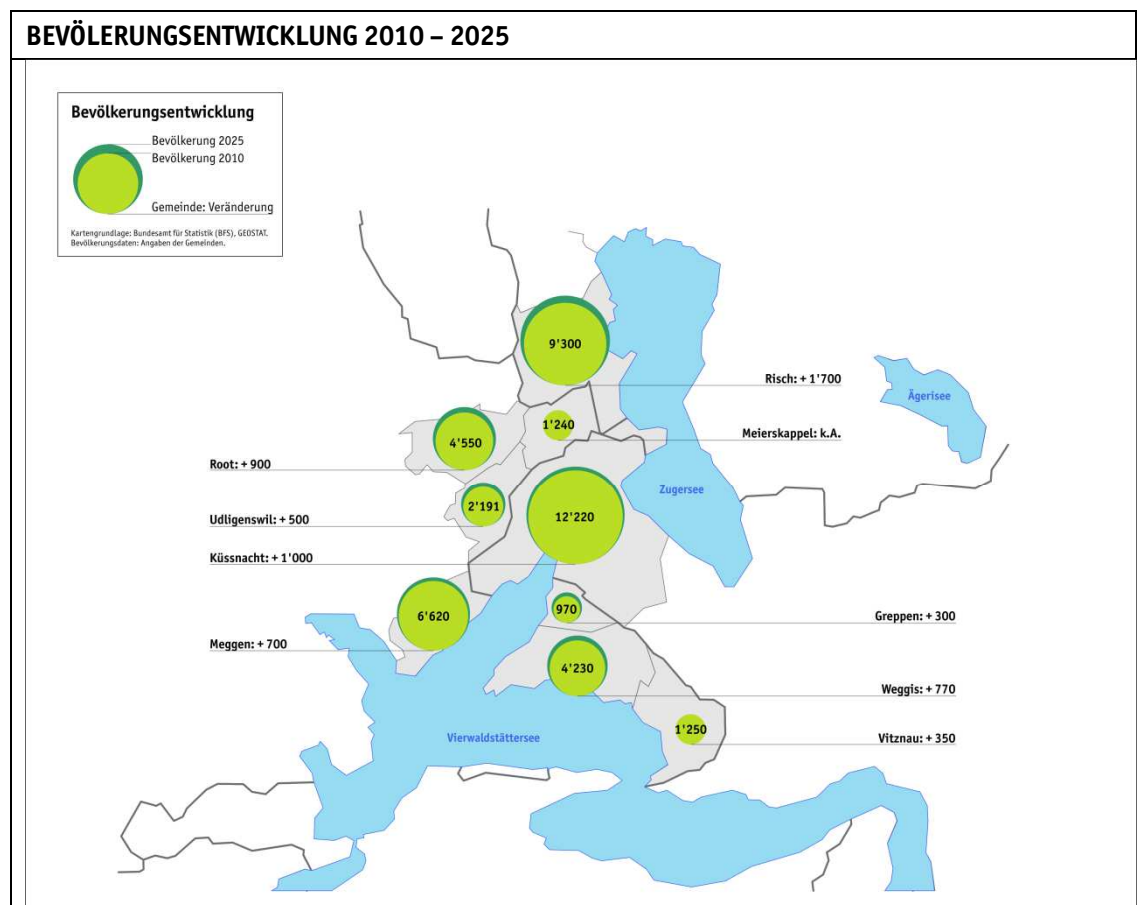 BEVÖLERUNGSENTWICKLUNG 2010 – 2025
Bevölkerungsentwicklung
Bevölkerung 2025
Bevölkerung 2010
Gemeinde: Veränderung
Kartengrundlage: Bundesamt für Statistik (BFS), GEOSTAT.
Bevölkerungsdaten: Angaben der Gemeinden.
9'300
Risch: + 1'700
Ägerisee
1'240
Meierskappel: k.A.
4'550
Root: + 900
Zugersee
2'191
12'220
Udligenswil: + 500
Küssnacht: + 1'000
970
6'620
Greppen: + 300
Meggen: + 700
4'230
Weggis: + 770
1'250
Vierwaldstättersee
Vitznau: + 350